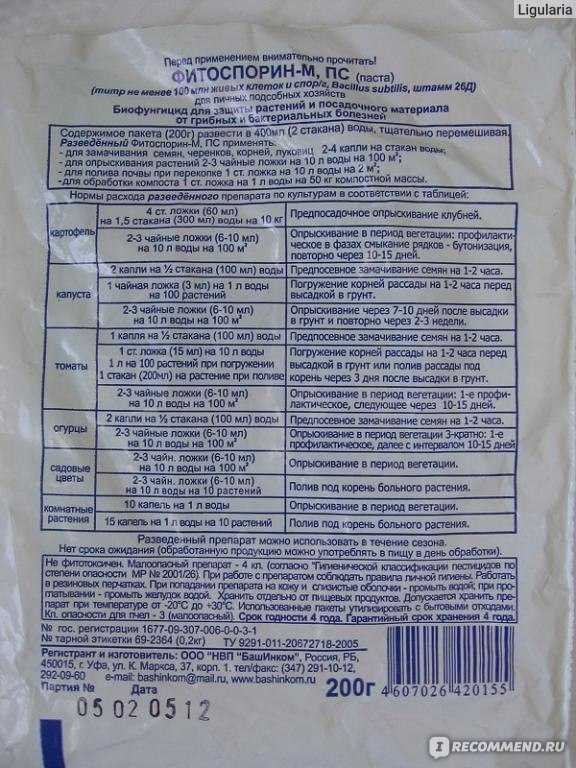 Ligularia
Перед применением внимательно прочитать!
ФИТОСПОРИН-М, ПС (паста)
(титр не менее 100 млн живых клеток и спор/г, Bacillus subtilis, штамм 26Д)
для личных подсобных хозяйств
Биофунгицид для защиты растений и посадочного материала
от грибных и бактериальных болезней
Содержимое пакета (200г) развести в 400мл (2 стакана) воды, тщательно перемешивая.
Разведённый Фитоспорин-М, ПС применять:
- для замачивания семян, черенков, корней, луковиц 2-4 капли на стакан воды;
- для опрыскивания растений 2-3 чайные ложки на 10 л воды на 100 м²;
- для полива почвы при перекопке 1 ст. ложка на 10 л воды на 2 м²;
- для обработки компоста 1 ст. ложка на 1 л воды на 50 кг компостной массы.
Нормы расхода разведённого препарата по культурам в соответствии с таблицей:
картофель
4 ст. ложки (60 мл)
на 1,5 стакана (300 мл) воды на 10 кг
Предпосадочное опрыскивание клубней.
2-3 чайные ложки (6-10 мл)
на 10 л воды на 100 м²
Опрыскивание в период вегетации: профилакти-
ческое в фазах смыкание рядков - бутонизация,
повторно через 10-15 дней.
капуста
2 капли на ½ стакана (100 мл) воды
Предпосевное замачивание семян на 1-2 часа.
1 чайная ложка (3 мл) на 1 л воды
на 100 растений
Погружение корней рассады на 1-2 часа перед
высадкой в грунт.
2-3 чайные ложки (6-10 мл)
на 10 л воды на 100 м²
Опрыскивание через 7-10 дней после высадки
в грунт и повторно через 2-3 недели.
томаты
1 капля на ½ стакана (100 мл) воды
Предпосевное замачивание семян на 1-2 часа.
1 ст. ложка (15 мл) на 10 л воды
1 л на 100 растений при погружении
1 стакан (200мл) на растение при поливе
Погружение корней рассады на 1-2 часа перед
высадкой в грунт или полив рассады под
корень через 3 дня после высадки в грунт.
2-3 чайные ложки (6-10 мл)
на 10 л воды на 100 м²
Опрыскивание в период вегетации: 1-е профи-
лактическое, следующее через 10-15 дней.
огурцы
2 капли на ½ стакана (100 мл) воды
Предпосевное замачивание семян на 1-2 часа.
2-3 чайные ложки (6-10 мл)
на 10 л воды на 100 м²
Опрыскивание в период вегетации 3-кратно: 1-е
профилактическое, далее с интервалом 10-15 дней
садовые
цветы
2-3 чайн. ложки (6-10 мл)
на 10 л воды на 100 м²
Опрыскивание в период вегетации.
2-3 чайн. ложки (6-10 мл)
на 10 л воды на 10 растений
Полив под корень больного растения.
комнатные
растения
10 капель на 1 л воды
Опрыскивание в период вегетации.
15 капель на 1 л воды на 10 растений
Полив под корень больного растения.
Разведенный препарат можно использовать в течение сезона.
Нет срока ожидания (обработанную продукцию можно употреблять в пищу в день обработки).
Не фитотоксичен. Малоопасный препарат - 4 кл. (согласно "Гигиенической классификации пестицидов по
степени опасности МР № 2001/26). При работе с препаратом соблюдать правила личной гигиены. Работать
в резиновых перчатках. При попадании препарата на кожу и слизистые оболочки - промыть водой; при про-
глатывании - промыть желудок водой. Хранить отдельно от пищевых продуктов. Допускается хранить препа-
рат при температуре от -20°С до +30°С. Использованные пакеты утилизировать с бытовыми отходами.
Кл. опасности для пчел - 3 (малоопасный). Срок годности 4 года. Гарантийный срок хранения 4 года.
№ гос. регистрации 1677-09-307-006-0-0-3-1
№ тарной этикетки 69-2364 (0,2кг) ТУ 9291-011-20672718-2005
Регистрант и изготовитель: ООО "НВП "БашИнком", Россия, РБ,
450015, г. Уфа, ул. К. Маркса, 37, корп. 1. тел/факс: (347) 291-10-12,
292-09-60 e-mail: bashinkom@mail.ru, www.bashinkom.ru
Партия № Дата
200г
05 02 05 12
4607026420155
I RECOMMEND.RU